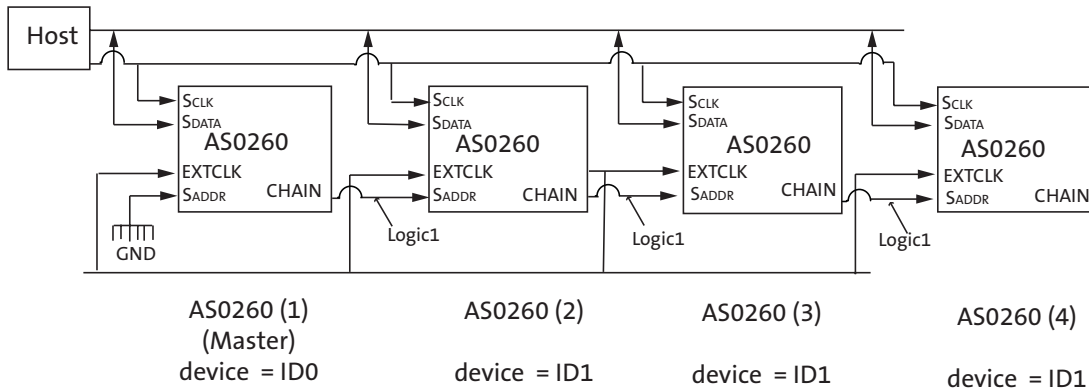 Host
SCLK
SDATA
AS0260
EXTCLK
SADDR
CHAIN
GND
SCLK
SDATA
AS0260
EXTCLK
SADDR
CHAIN
Logic1
SCLK
SDATA
AS0260
EXTCLK
SADDR
CHAIN
Logic1
SCLK
SDATA
AS0260
EXTCLK
SADDR
CHAIN
Logic1
AS0260 (1)
(Master)
device = ID0
AS0260 (2)
device = ID1
AS0260 (3)
device = ID1
AS0260 (4)
device = ID1